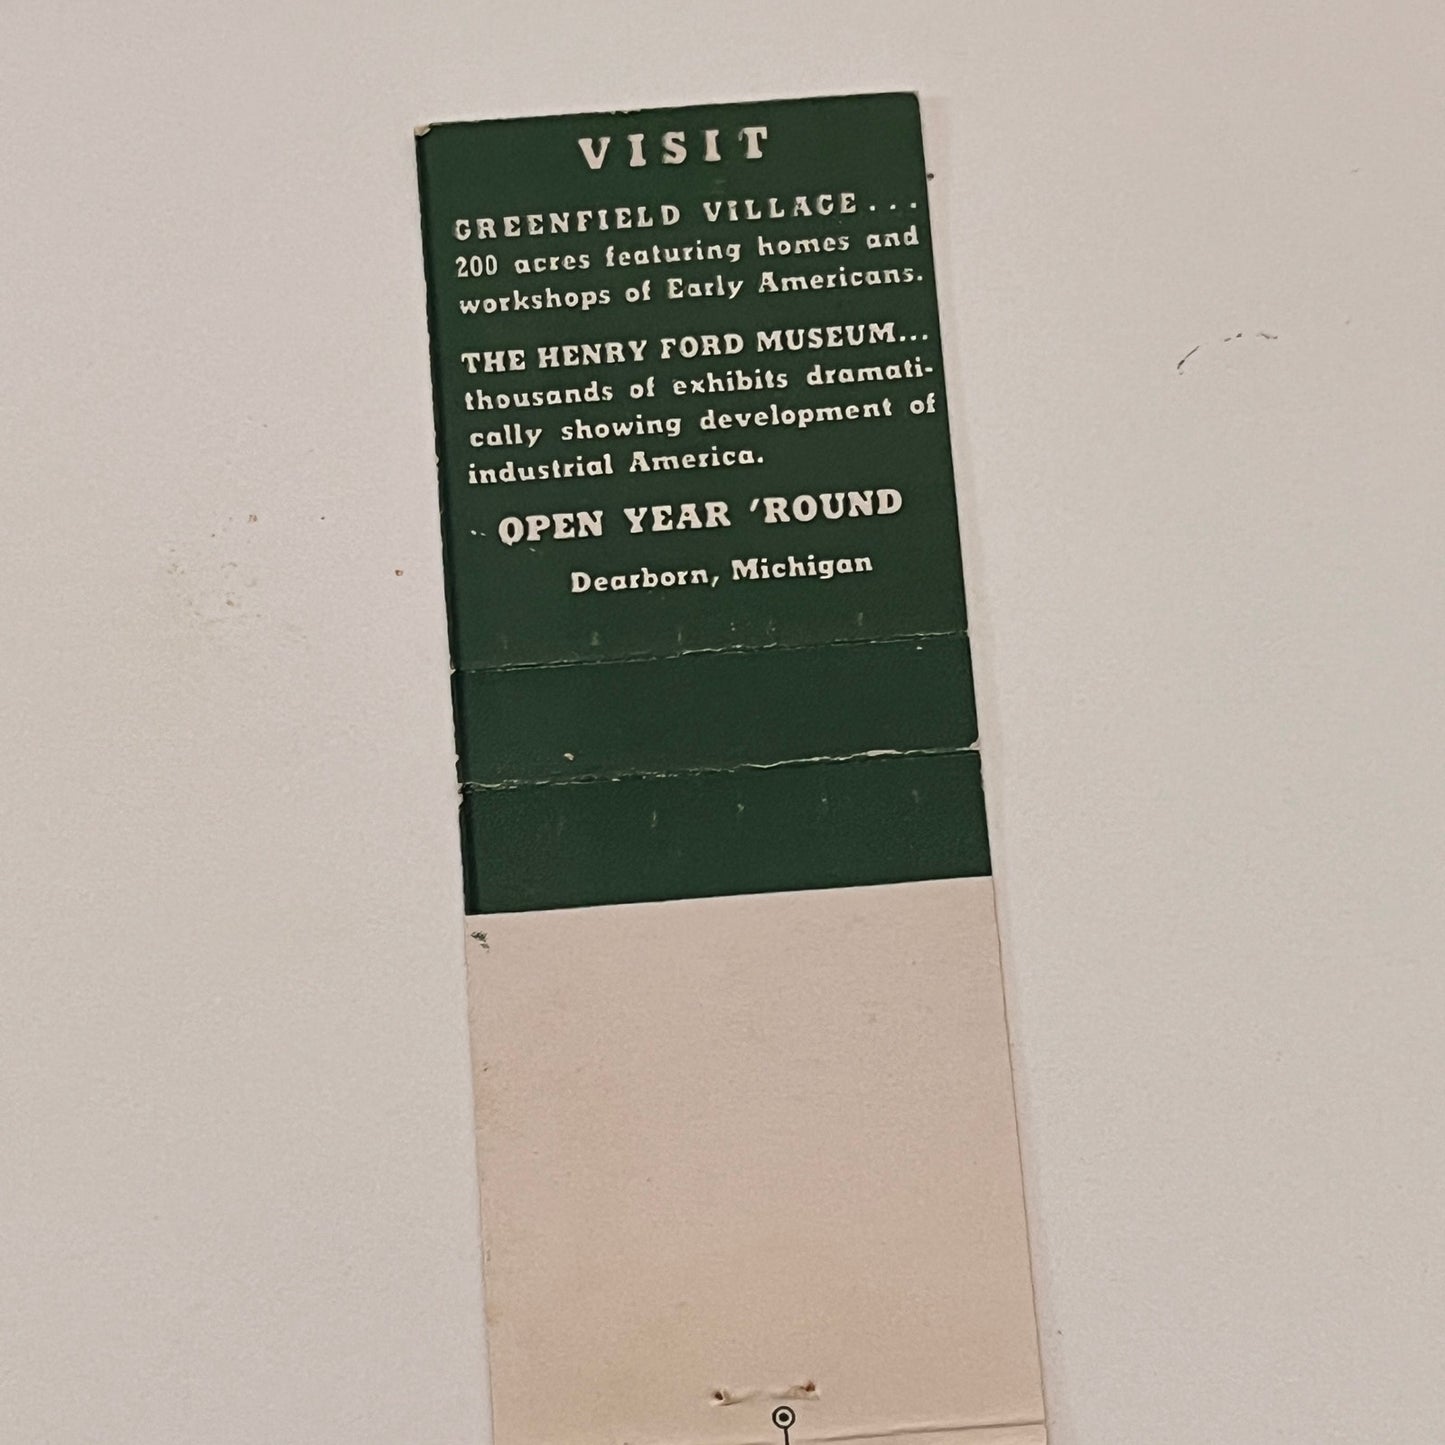 VISIT
GREENFIELD VILLAGE...
200 acres featuring homes and
workshops of Early Americans.
THE HENRY FORD MUSEUM...
thousands of exhibits dramati-
cally showing development of
industrial America.
OPEN YEAR 'ROUND
Dearborn, Michigan